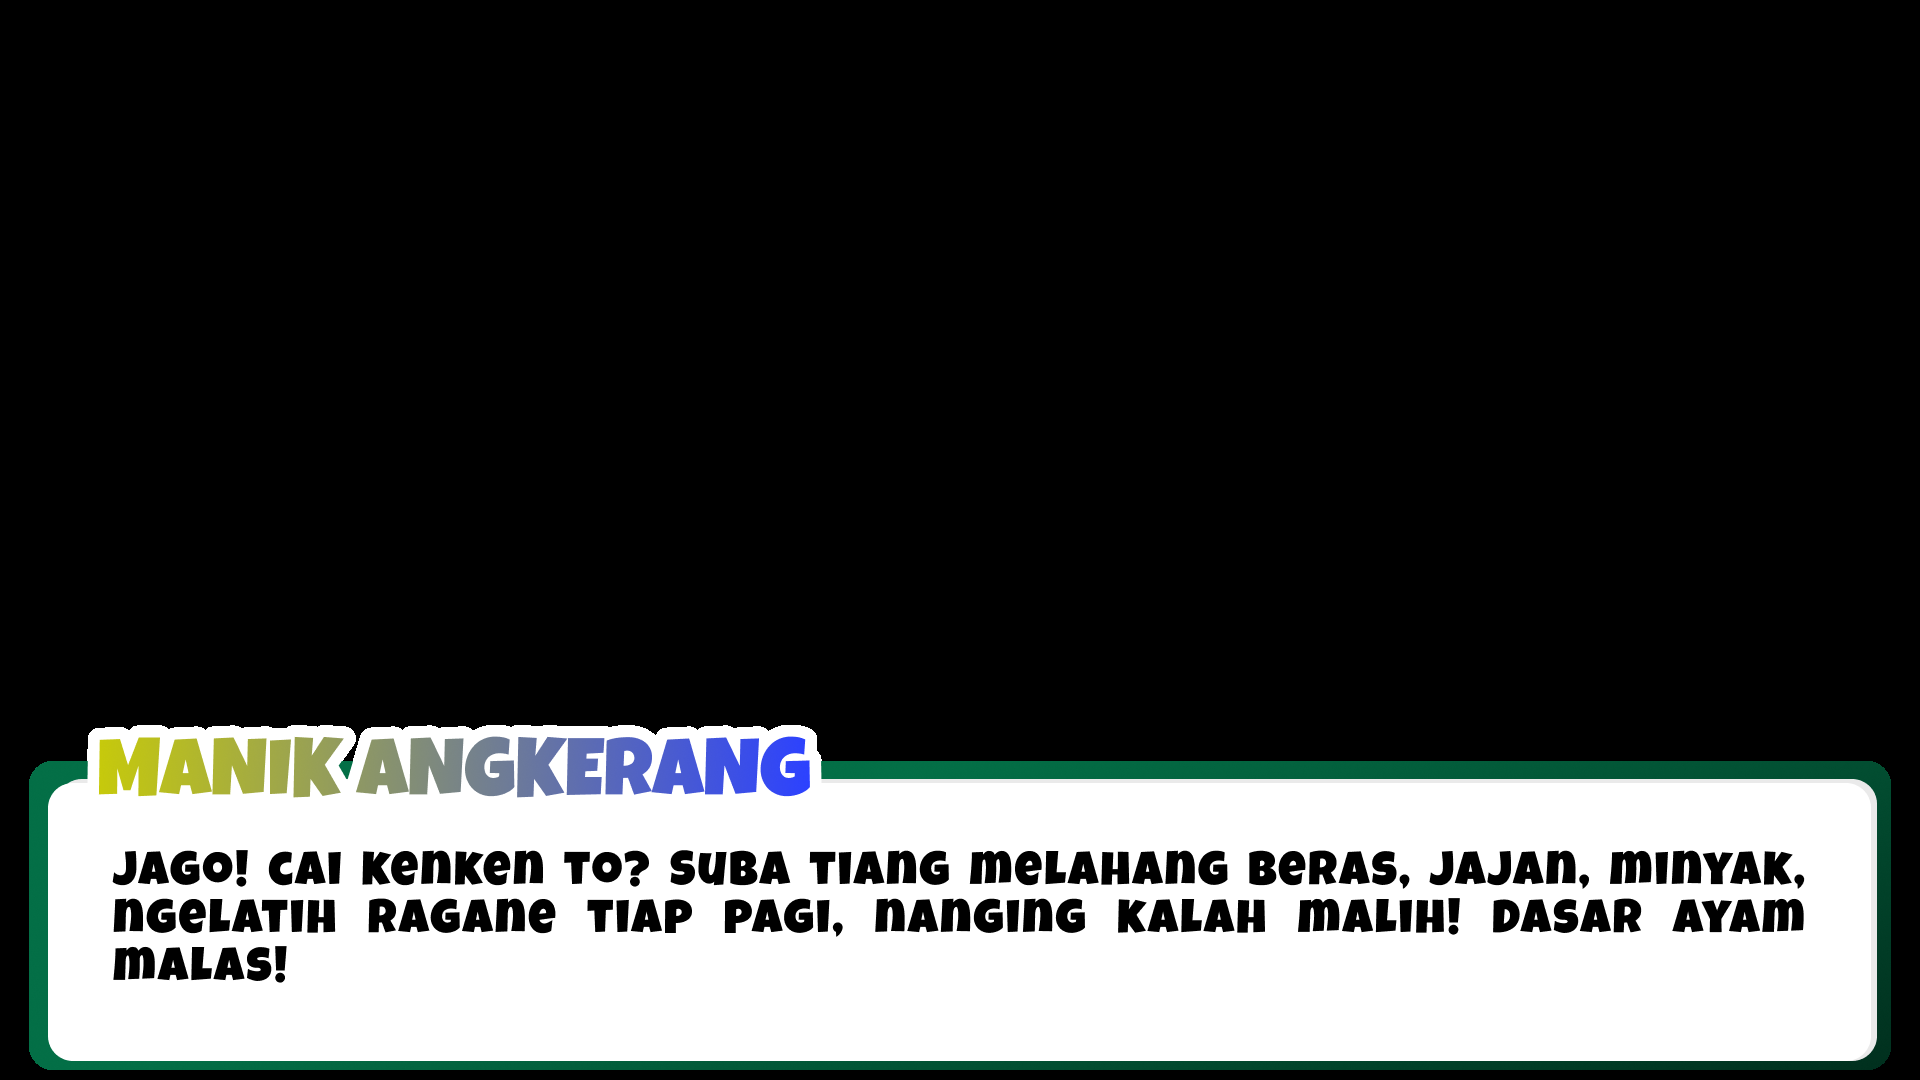 MANIK ANGKERANG
JAGO! CAI KENKEN TO? SUBA TIANG MELAHANG BERAS, JAJAN, MINYAK,
NGELATIH RAGANE TIAP PAGI, NANGING KALAH MALIH! DASAR AYAM
MALAS!